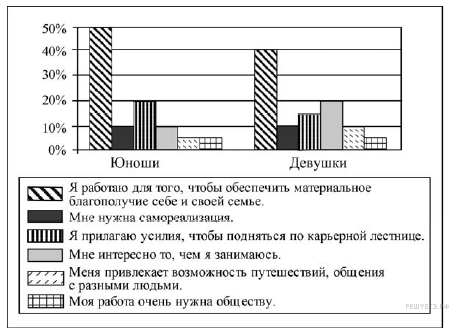 50%
40%
30%
20%
10%
0%
Юноши Девушки
Я работаю для того, чтобы обеспечить материальное
благополучие себе и своей семье.
Мне нужна самореализация.
Я прилагаю усилия, чтобы подняться по карьерной лестнице.
Мне интересно то, чем я занимаюсь.
Меня привлекает возможность путешествий, общения
с разными людьми.
Моя работа очень нужна обществу.
РЕШУЕГЭ.РФ